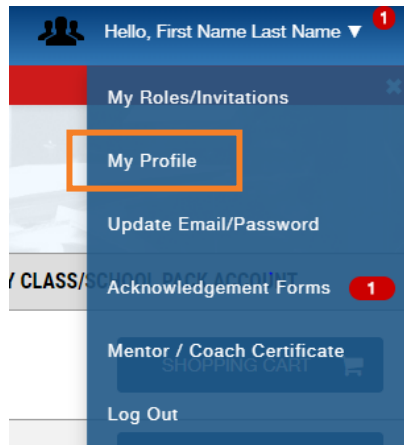 Hello, First Name Last Name ▼ 1
My Roles/Invitations
My Profile
Update Email/Password
Y CLASS/SCHOOL PACK ACCOUNT
Acknowledgement Forms 1
Mentor / Coach Certificate
SHOPPING CART
Log Out